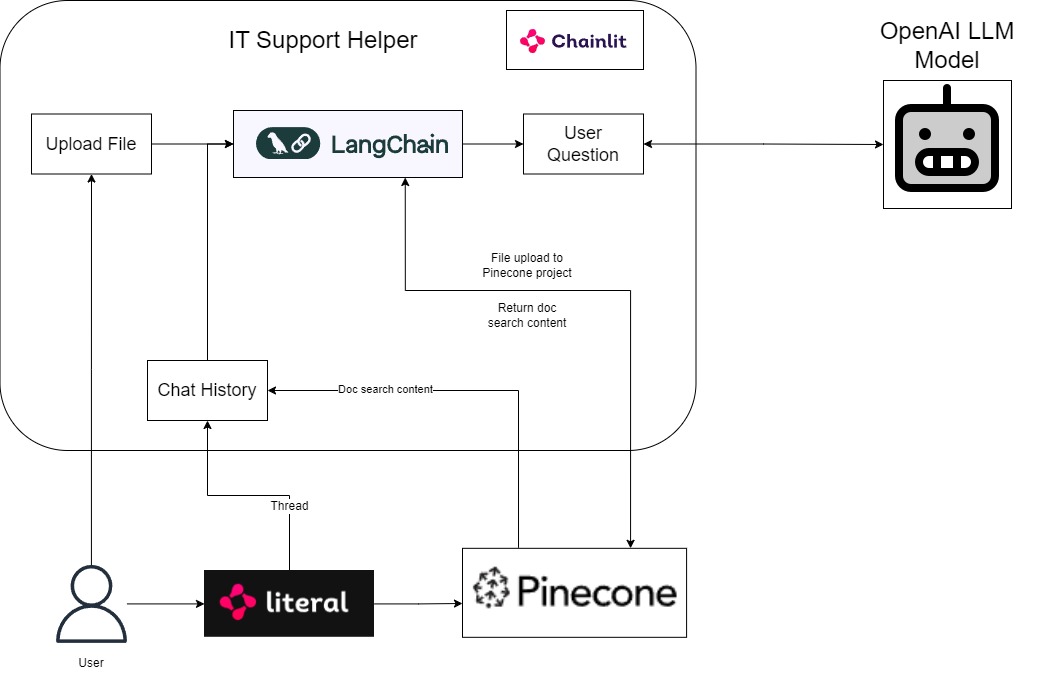 IT Support Helper
Chainlit
OpenAI LLM
Model
Upload File
LangChain
User
Question
File upload to
Pinecone project
Return doc
search content
Chat History
Doc search content
Thread
literal
Pinecone
User